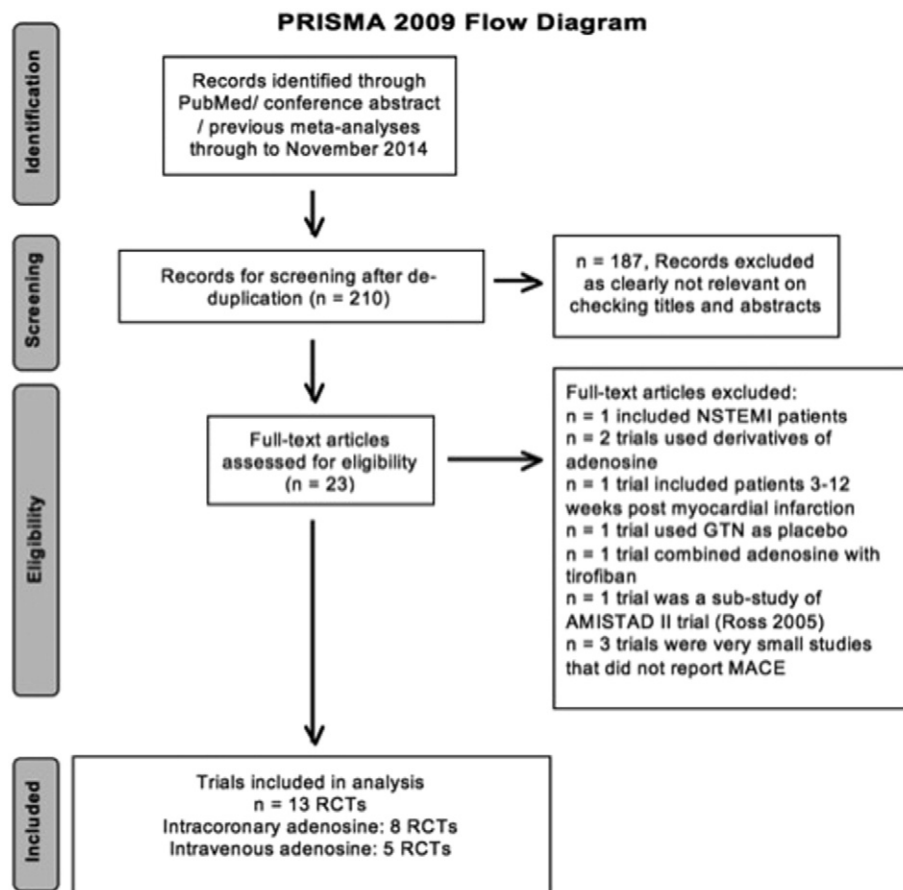 PRISMA 2009 Flow Diagram
Identification
Records identified through
PubMed/ conference abstract
/ previous meta-analyses
through to November 2014
Screening
Records for screening after de-
duplication (n = 210)
n = 187, Records excluded
as clearly not relevant on
checking titles and abstracts
Eligibility
Full-text articles
assessed for eligibility
(n = 23)
Full-text articles excluded:
n = 1 included NSTEMI patients
n = 2 trials used derivatives of
adenosine
n = 1 trial included patients 3-12
weeks post myocardial infarction
n = 1 trial used GTN as placebo
n = 1 trial combined adenosine with
tirofiban
n = 1 trial was a sub-study of
AMISTAD II trial (Ross 2005)
n = 3 trials were very small studies
that did not report MACE
Included
Trials included in analysis
n = 13 RCTs
Intracoronary adenosine: 8 RCTs
Intravenous adenosine: 5 RCTs